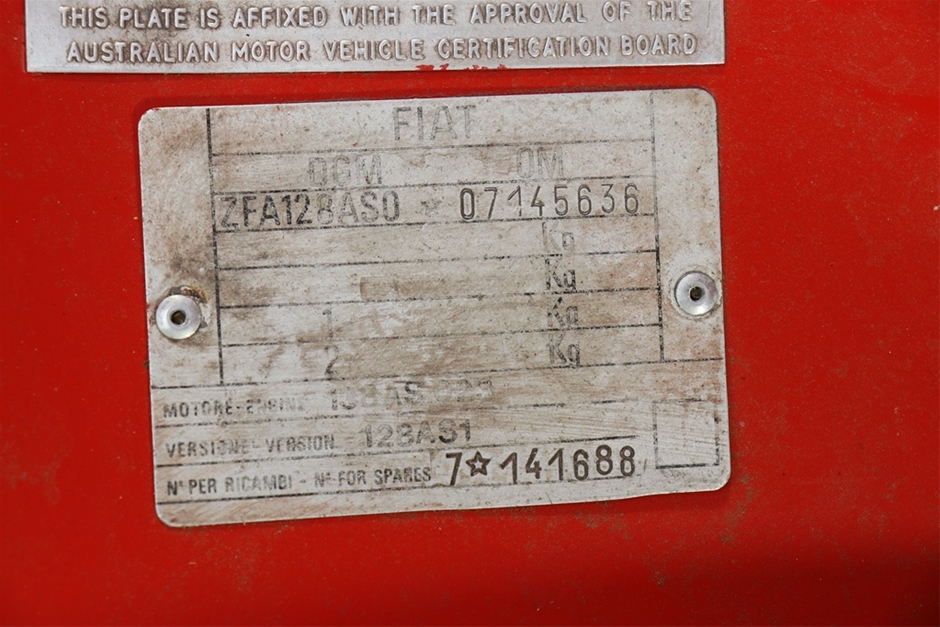 THIS PLATE IS AFFIXED WITH THE APPROVAL OF THE
AUSTRALIAN MOTOR VEHICLE CERTIFICATION BOARD
FIAT
DGM OM
ZFA128AS0 * 07145636
Kg
Kg
1 Kg
2 Kg
MOTORE-ENGINE
VERSIONE-VERSION 128AS1
N° PER RICAMBI - N° FOR SPARES 7☆141688